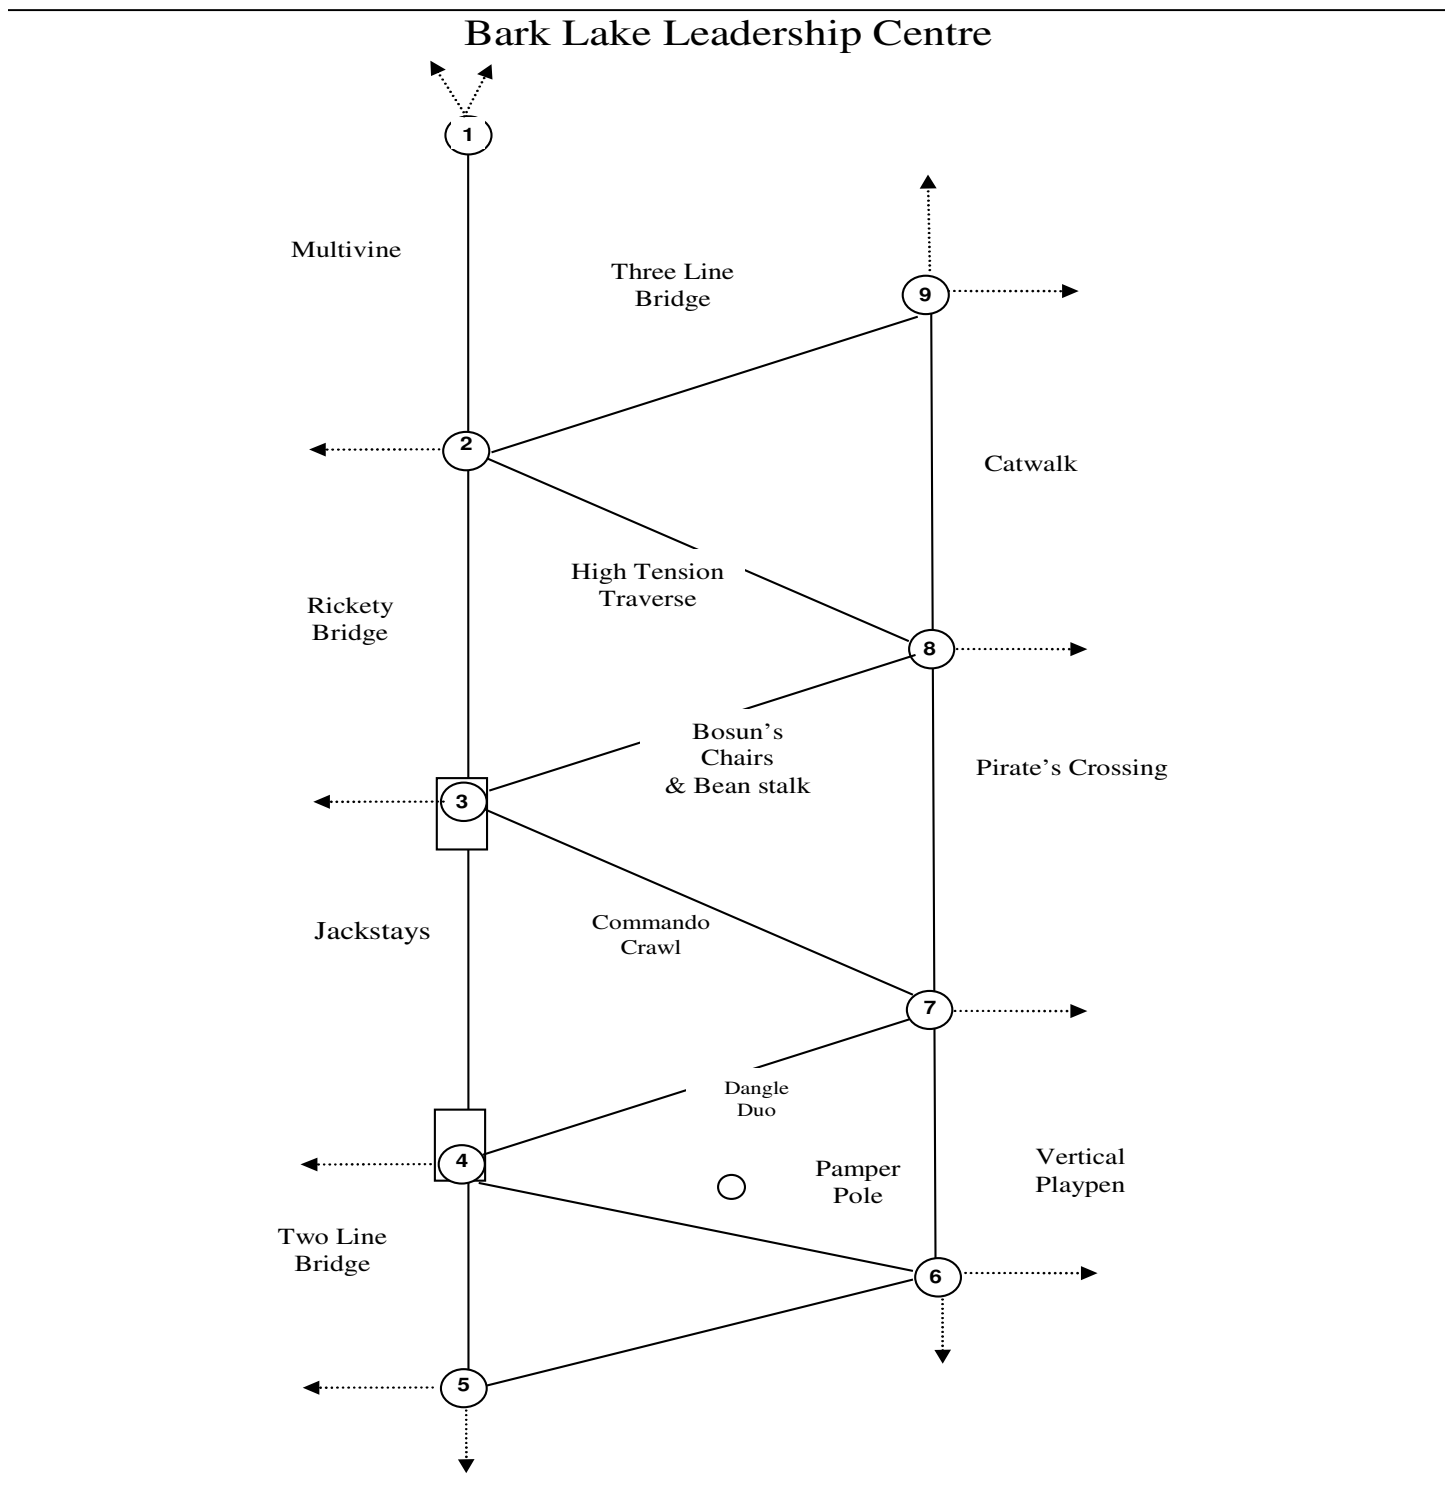 Bark Lake Leadership Centre
1
Multivine
Three Line
Bridge
9
2
Catwalk
High Tension
Traverse
Rickety
Bridge
8
Bosun’s
Chairs
& Bean stalk
Pirate’s Crossing
3
Jackstays
Commando
Crawl
7
Dangle
Duo
4
Pamper
Pole
Vertical
Playpen
Two Line
Bridge
6
5